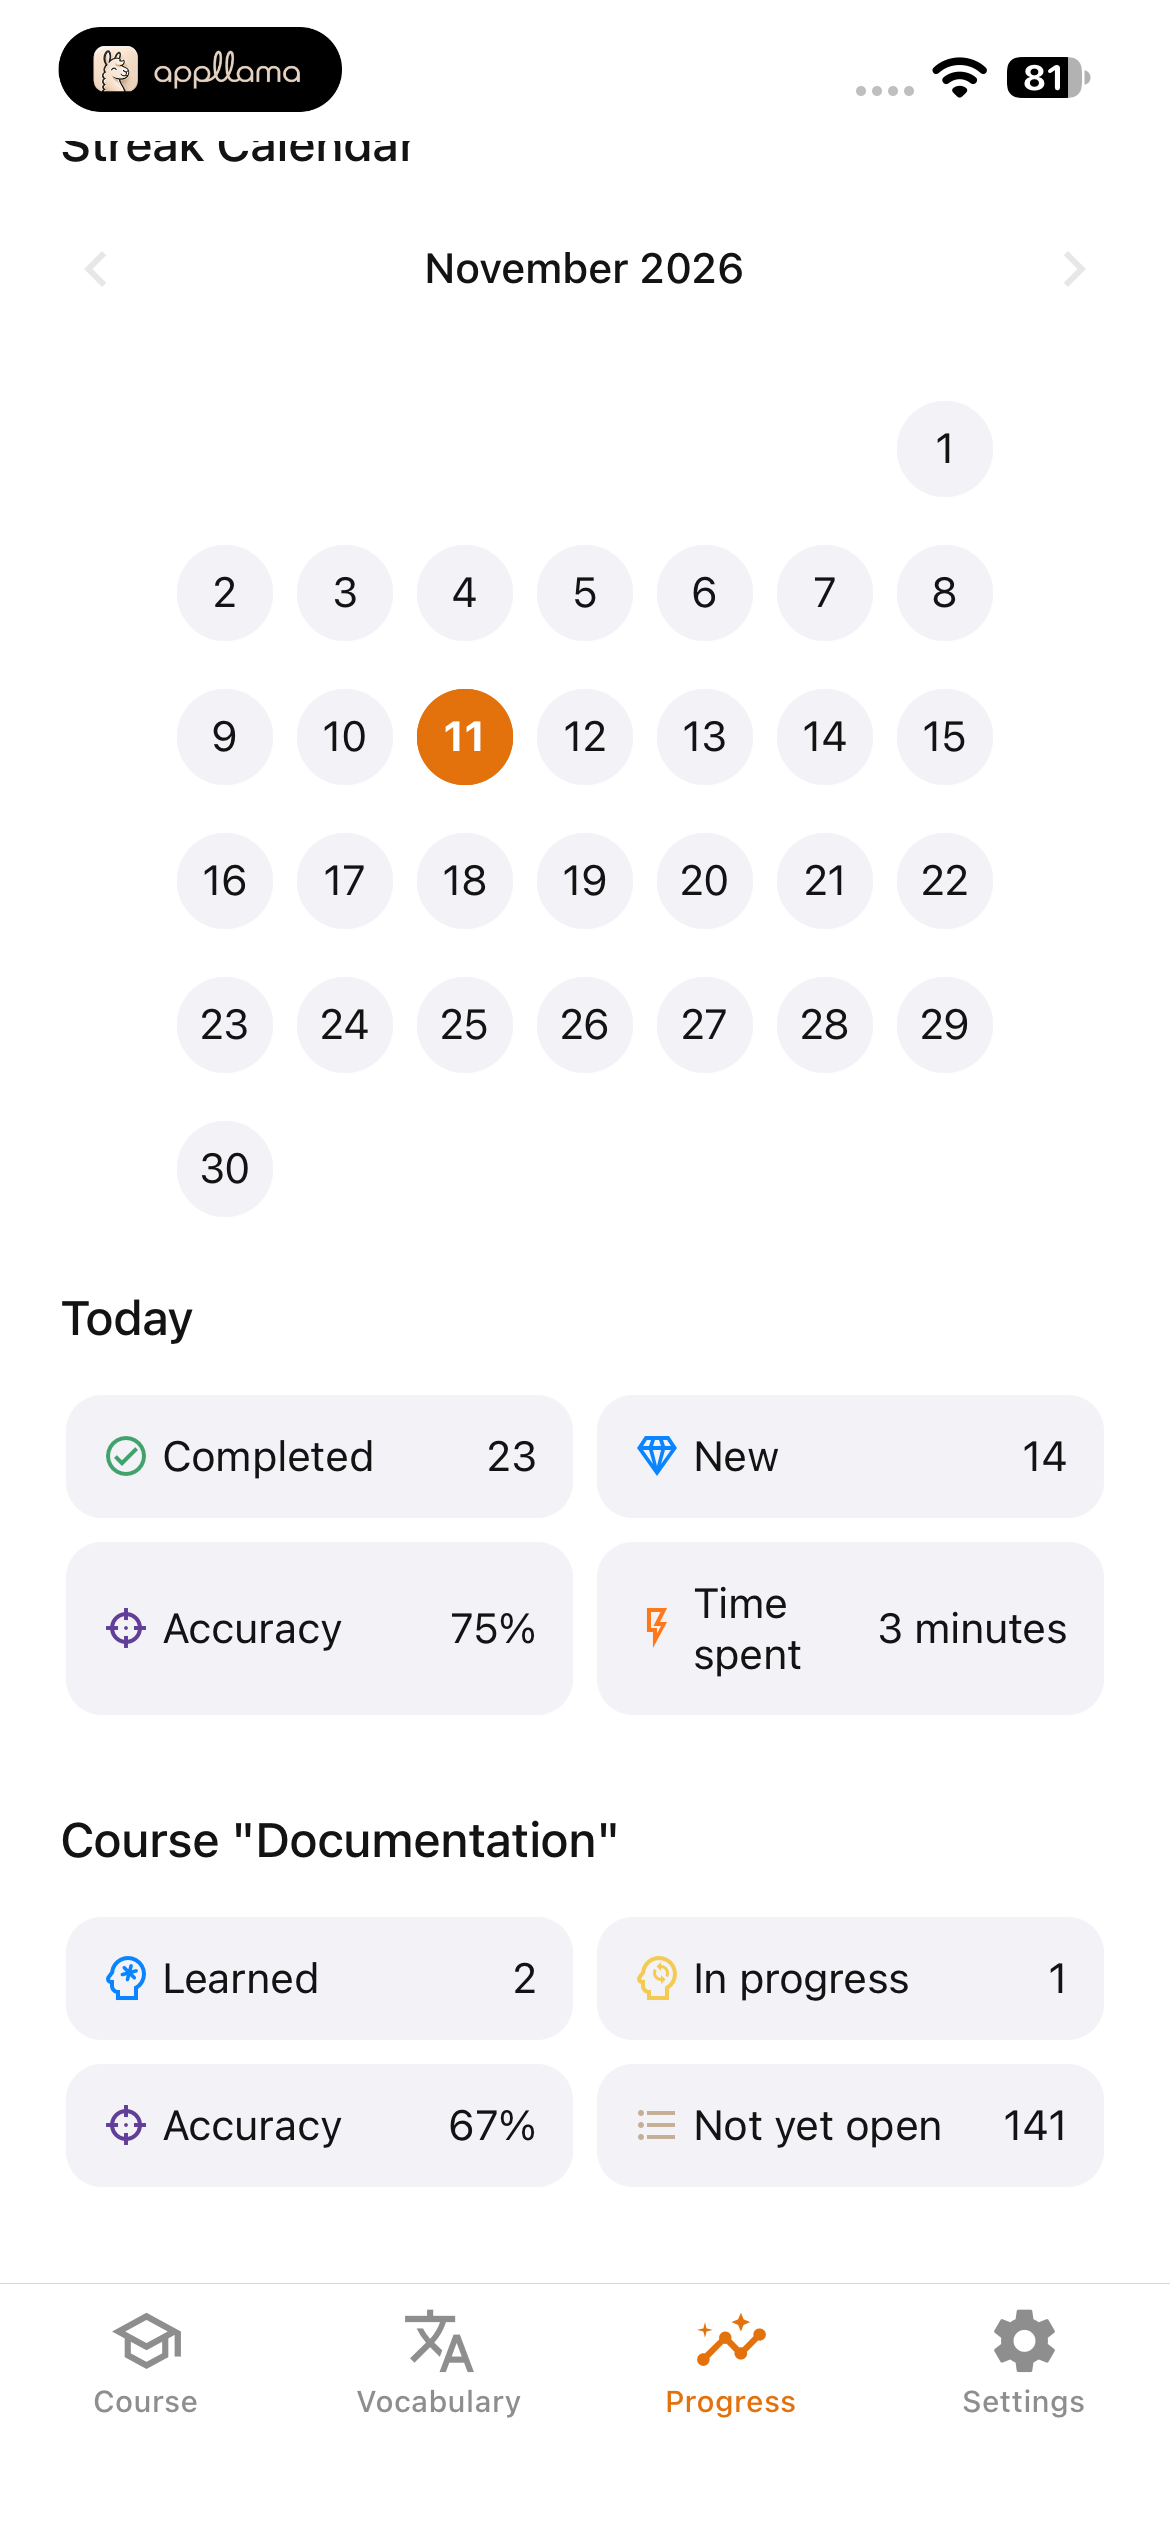 appllama
81
Streak Calendar
November 2026
1
2 3 4 5 6 7 8
9 10 11 12 13 14 15
16 17 18 19 20 21 22
23 24 25 26 27 28 29
30
Today
Completed 23
New 14
Accuracy 75%
Time spent 3 minutes
Course "Documentation"
Learned 2
In progress 1
Accuracy 67%
Not yet open 141
Course
Vocabulary
Progress
Settings